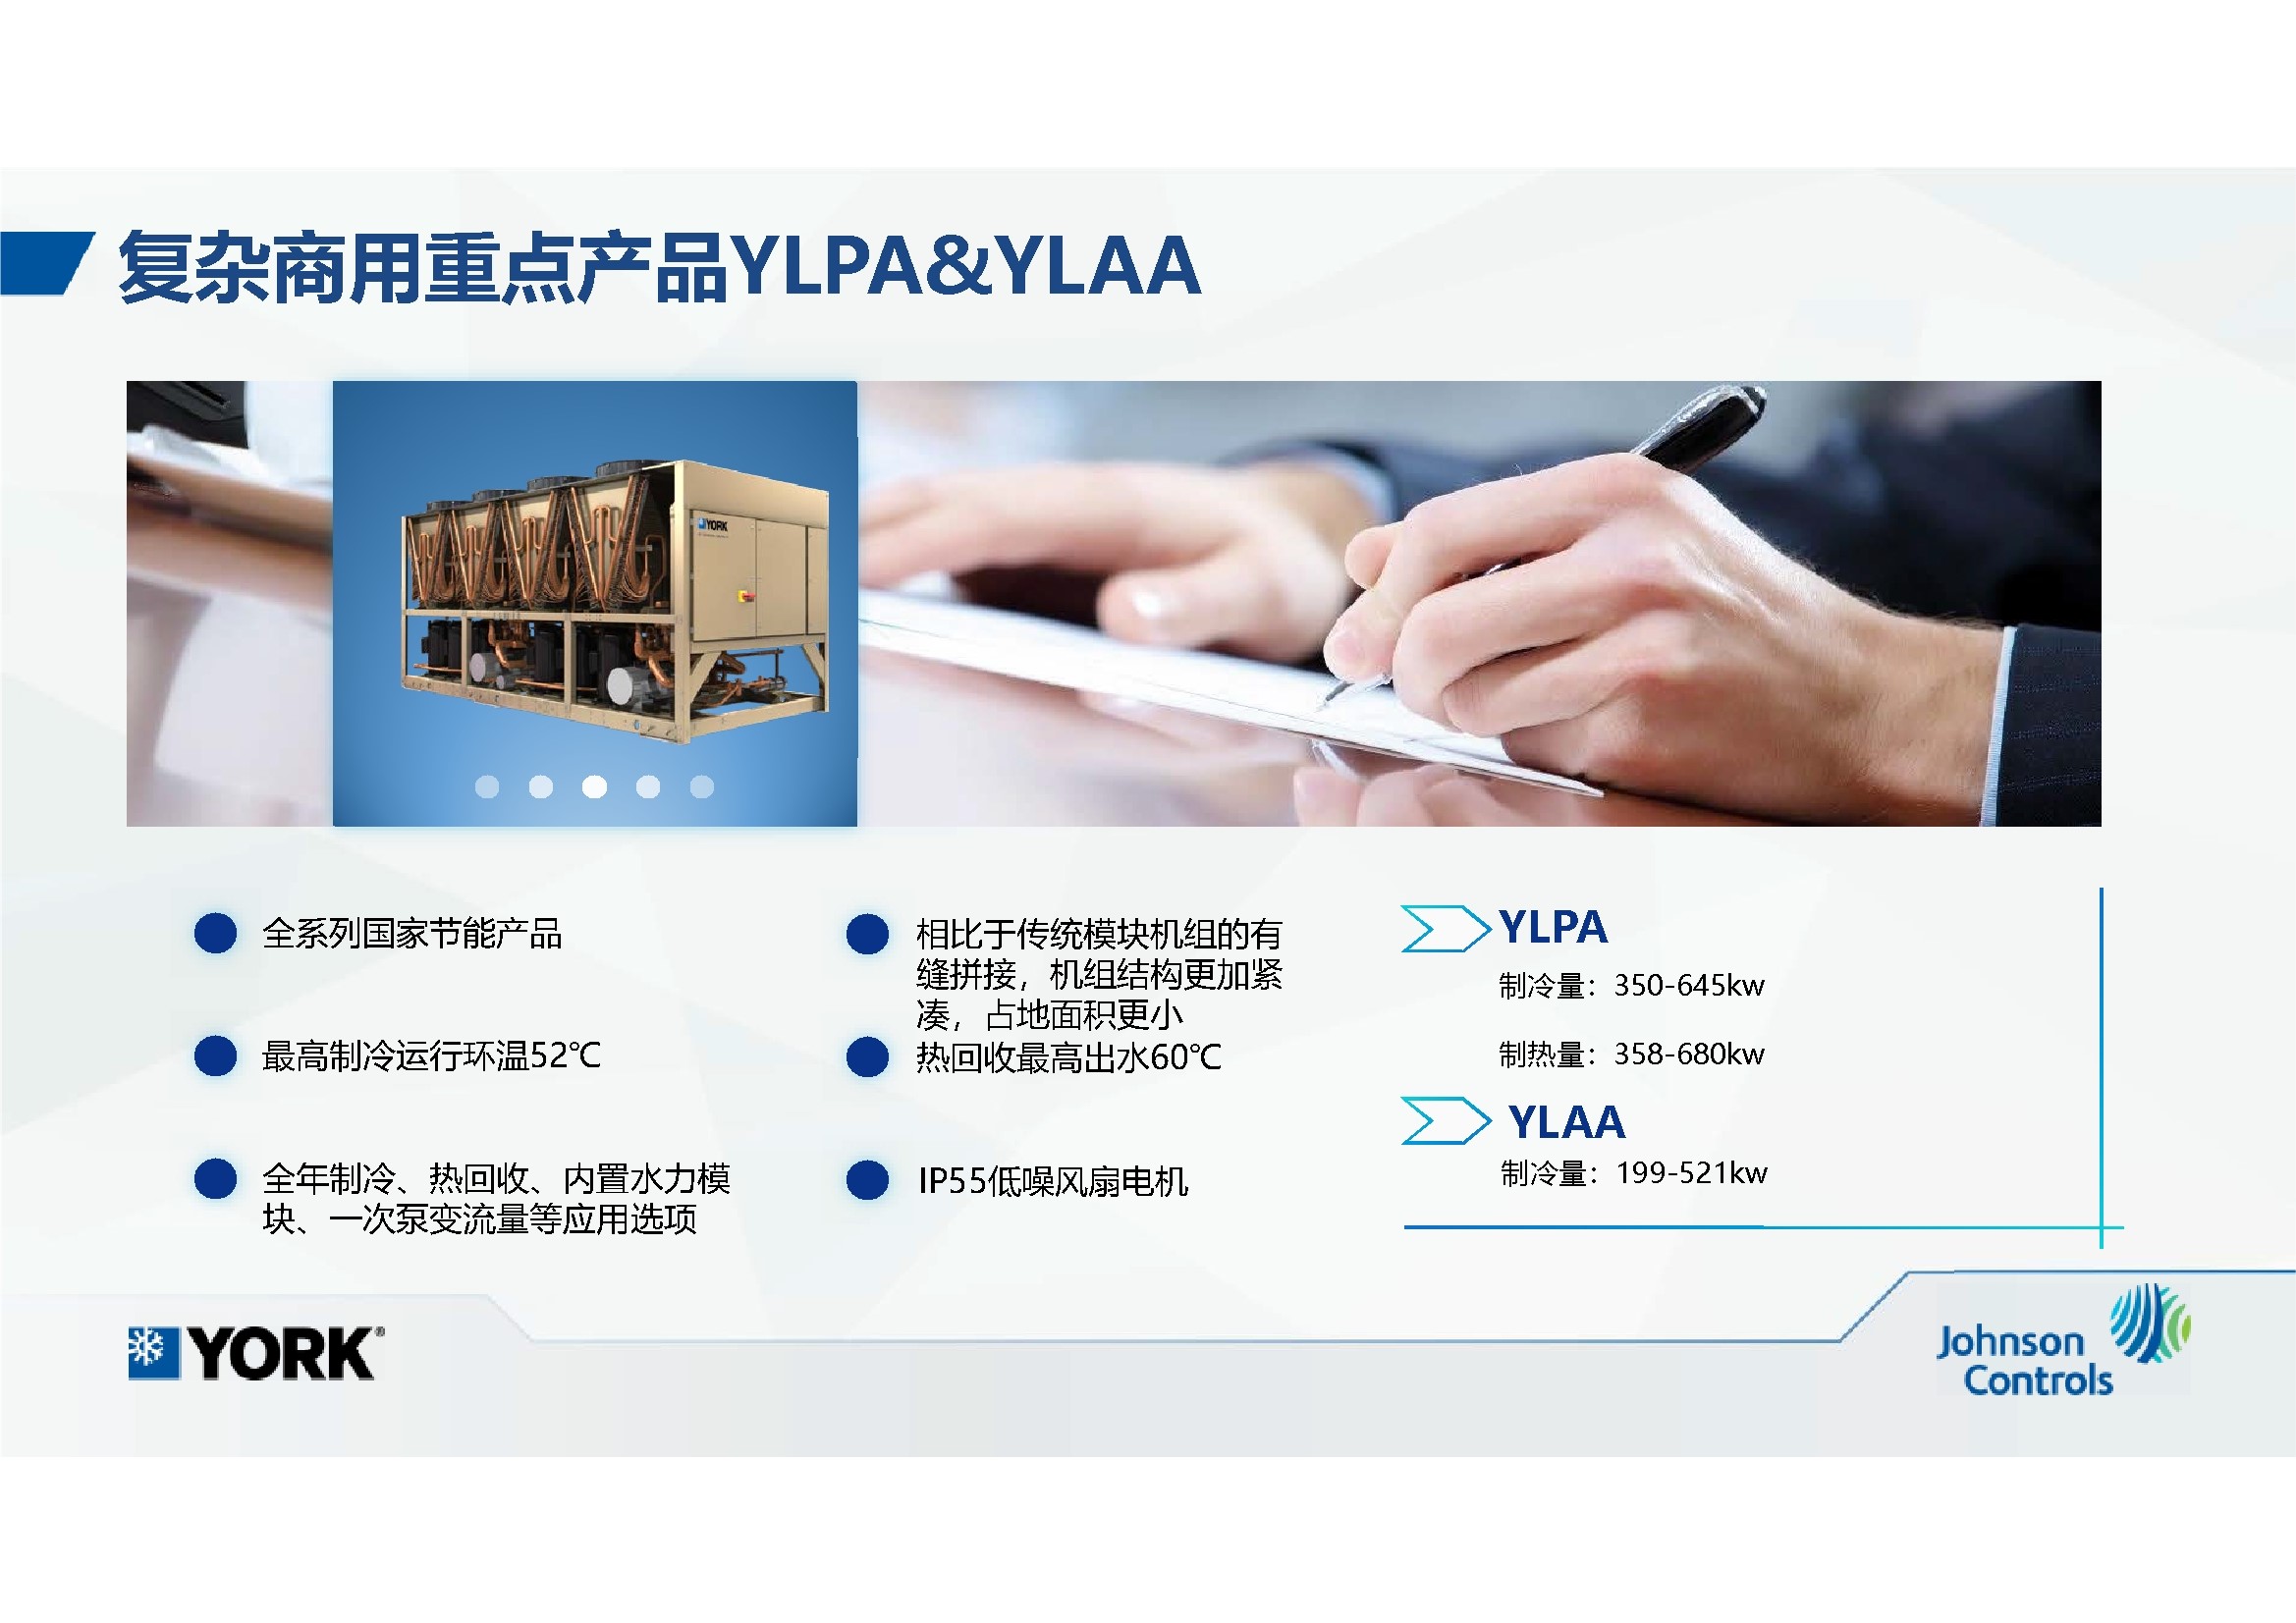 复杂商用重点产品YLPA&YLAA
YORK
全系列国家节能产品
最高制冷运行环温52℃
全年制冷、热回收、内置水力模
块、一次泵变流量等应用选项
相比于传统模块机组的有
缝拼接，机组结构更加紧
凑，占地面积更小
热回收最高出水60℃
IP55低噪风扇电机
YLPA
制冷量：350-645kw
制热量：358-680kw
YLAA
制冷量：199-521kw
YORK®
Johnson
Controls